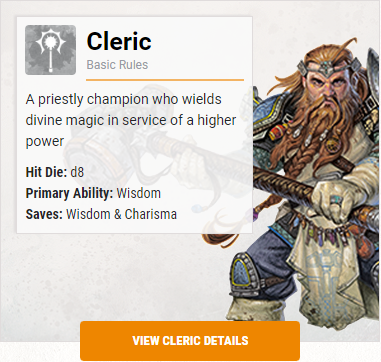 Cleric
Basic Rules
A priestly champion who wields
divine magic in service of a higher
power
Hit Die: d8
Primary Ability: Wisdom
Saves: Wisdom & Charisma
VIEW CLERIC DETAILS